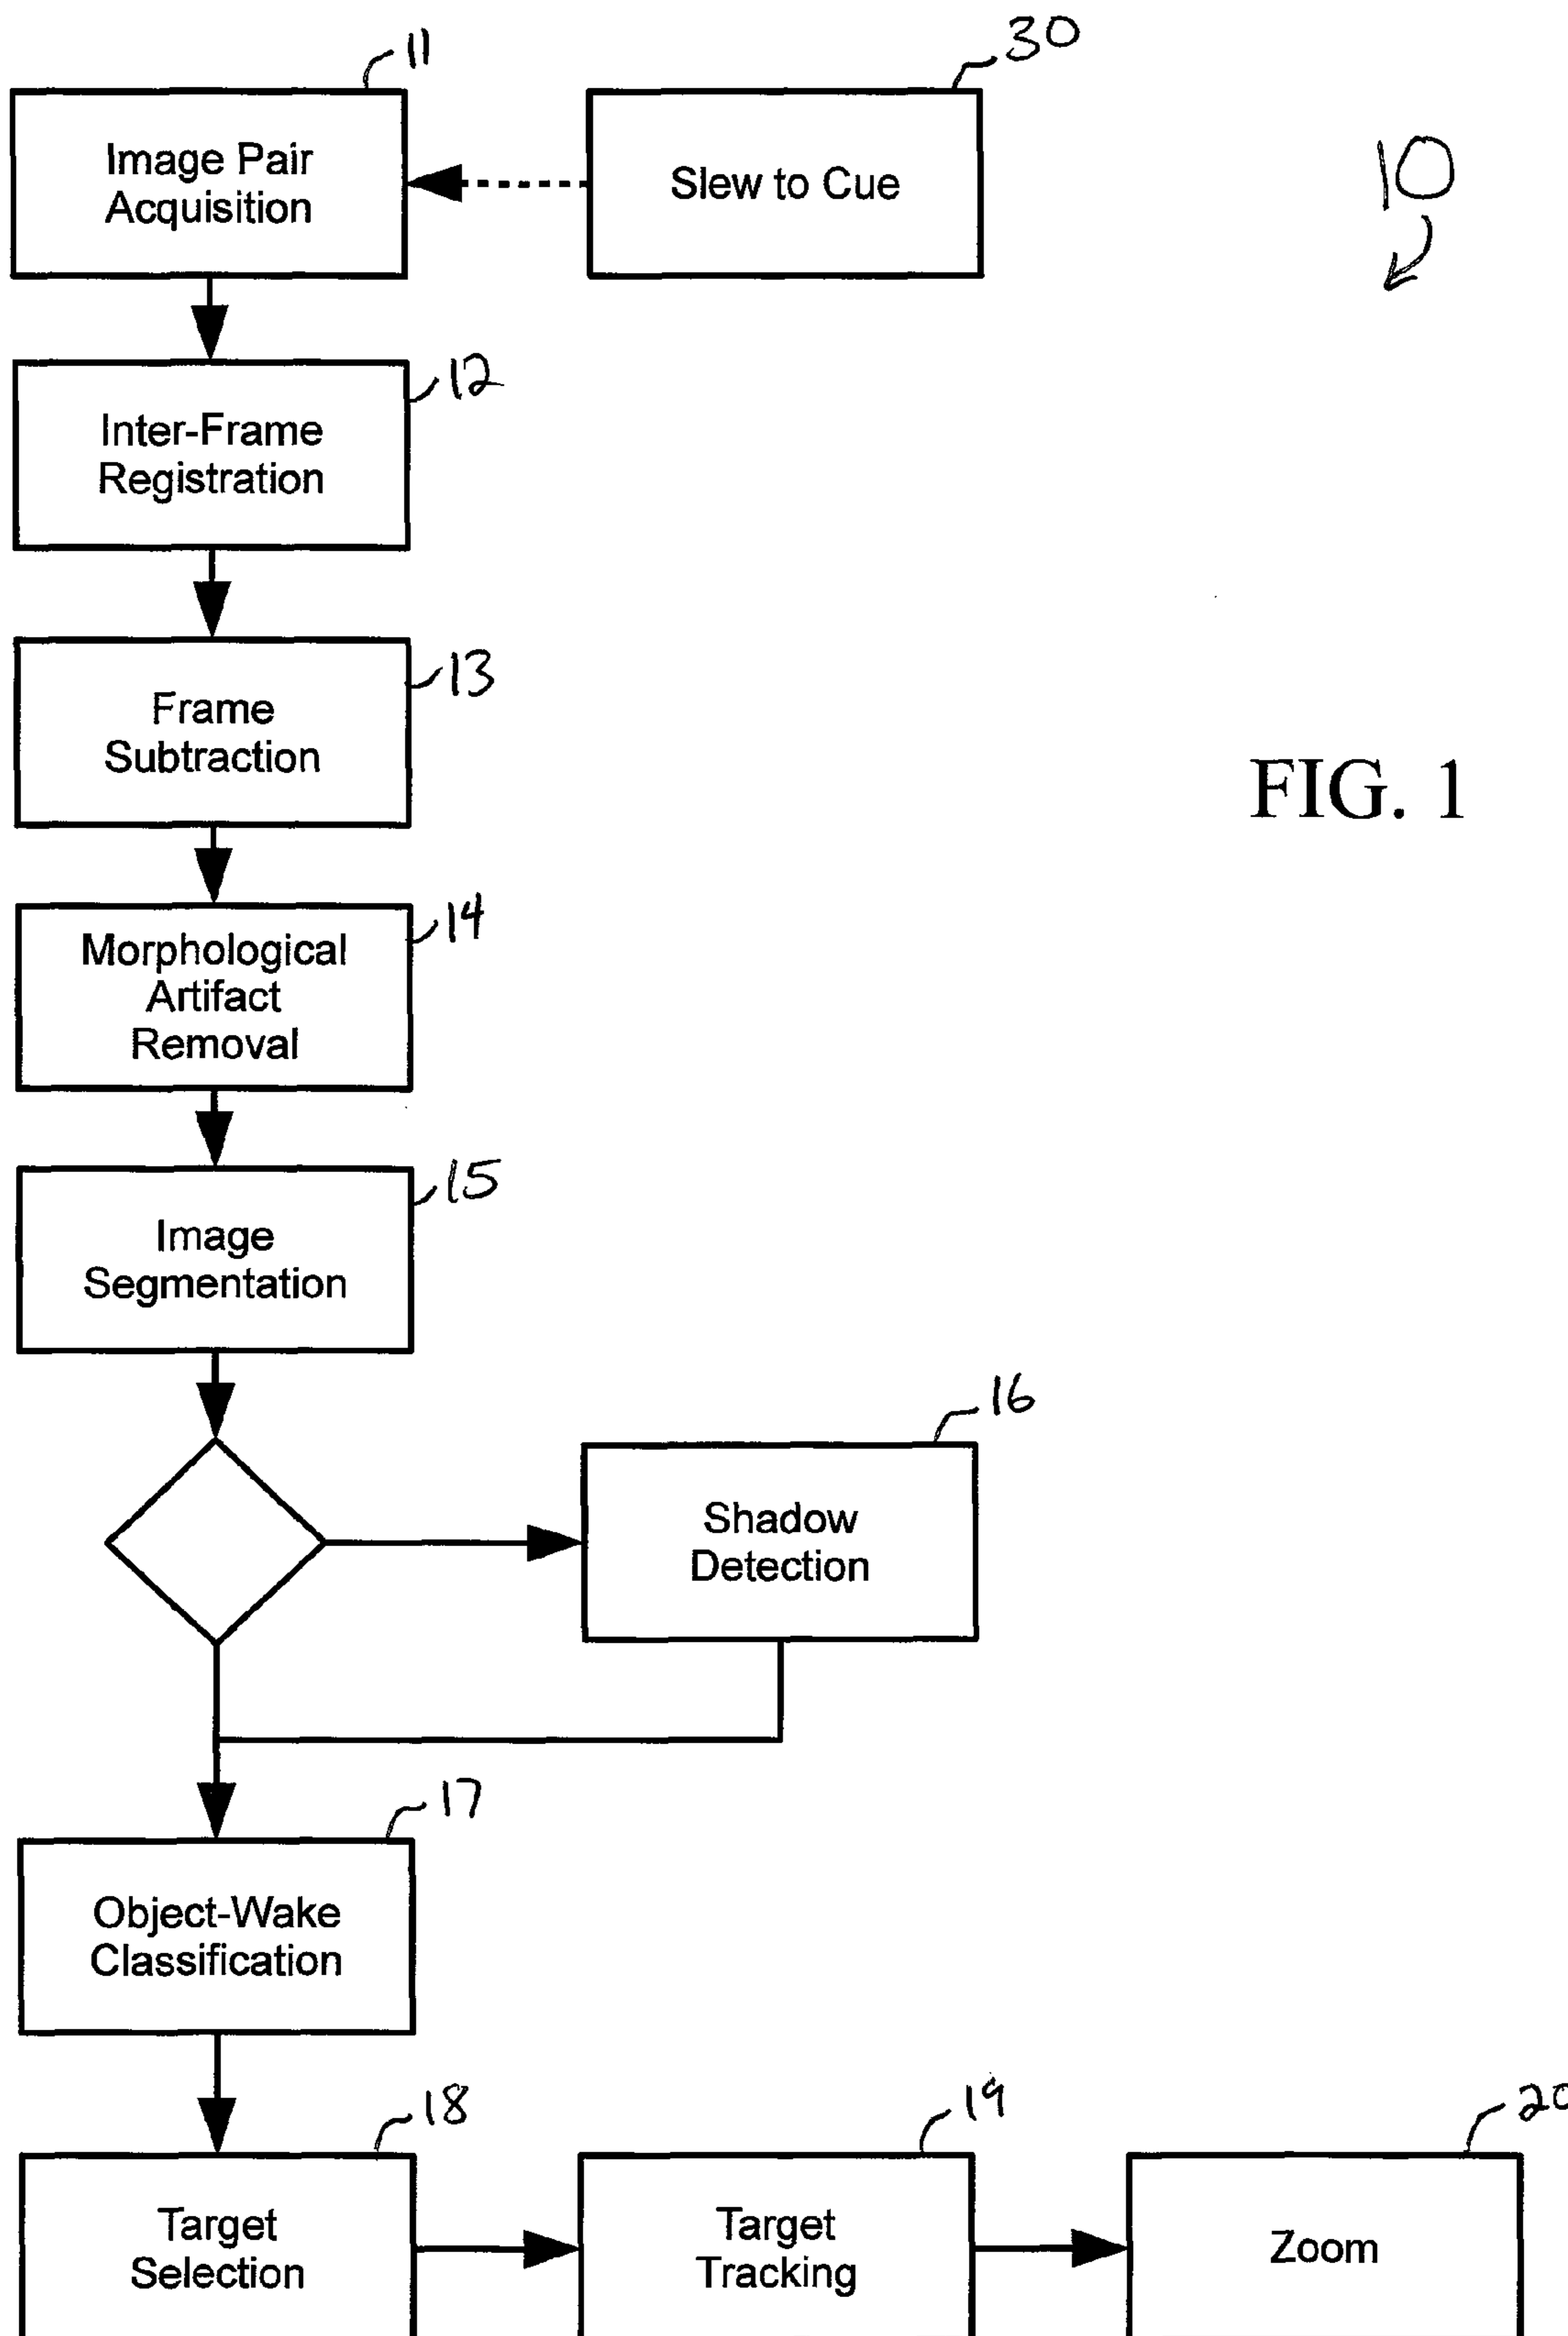 11
30
Image Pair
Acquisition
Slew to Cue
10
12
Inter-Frame
Registration
13
Frame
Subtraction
FIG. 1
14
Morphological
Artifact
Removal
15
Image
Segmentation
16
Shadow
Detection
17
Object-Wake
Classification
18
19
20
Target
Selection
Target
Tracking
Zoom